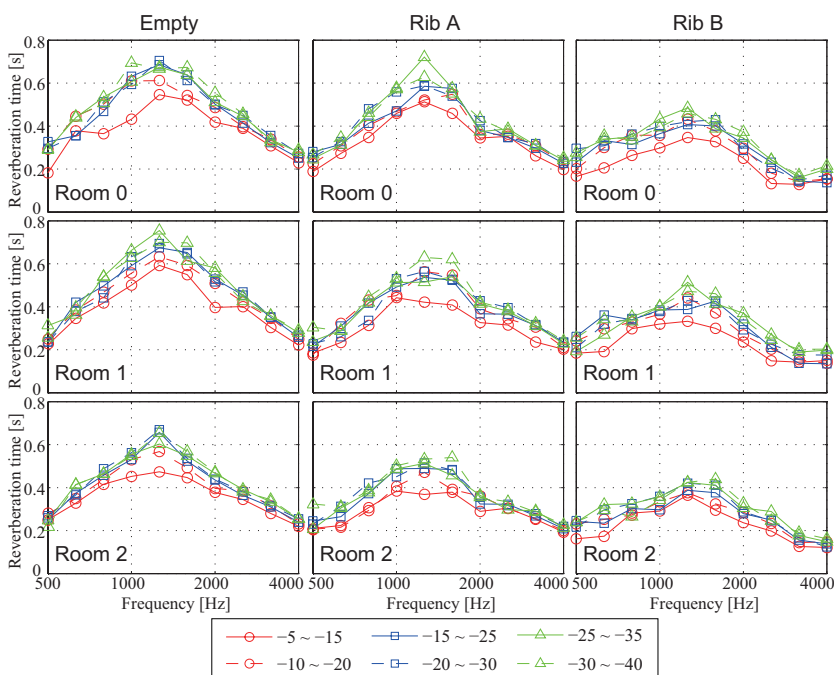 Empty Rib A Rib B
Reverberation time [s]
0.8
0.6
0.4
0.2
0
Room 0 Room 0 Room 0
Reverberation time [s]
0.8
0.6
0.4
0.2
0
Room 1 Room 1 Room 1
Reverberation time [s]
0.8
0.6
0.4
0.2
0
Room 2 Room 2 Room 2
500 1000 2000 4000 500 1000 2000 4000 500 1000 2000 4000
Frequency [Hz] Frequency [Hz] Frequency [Hz]
−5 ~ −15 −15 ~ −25 −25 ~ −35
−10 ~ −20 −20 ~ −30 −30 ~ −40